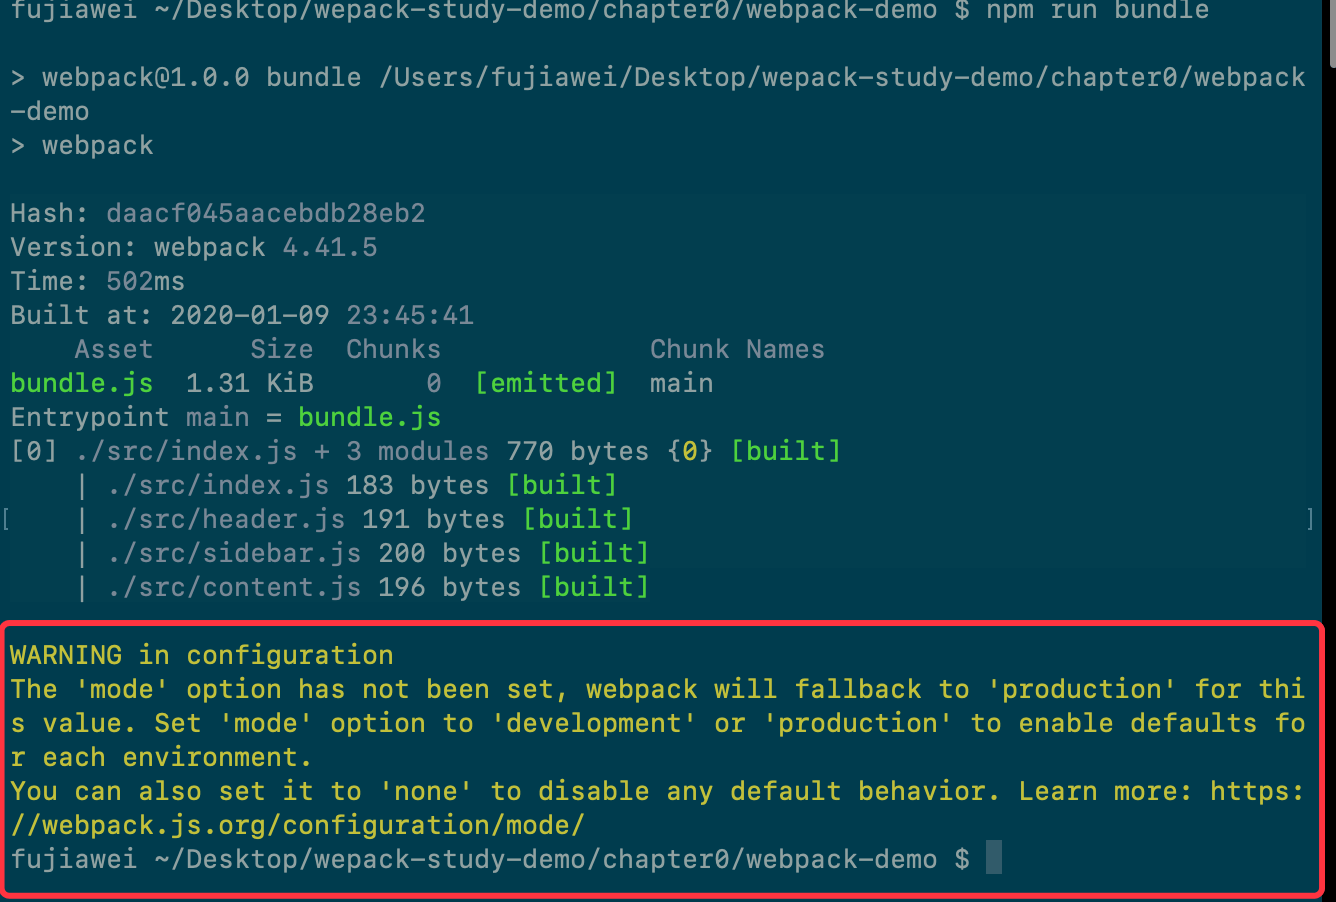 fujiawei ~/Desktop/wepack-study-demo/chapter0/webpack-demo $ npm run bundle
> webpack@1.0.0 bundle /Users/fujiawei/Desktop/wepack-study-demo/chapter0/webpack
-demo
> webpack
Hash: daacf045aacebdb28eb2
Version: webpack 4.41.5
Time: 502ms
Built at: 2020-01-09 23:45:41
Asset Size Chunks Chunk Names
bundle.js 1.31 KiB 0 [emitted] main
Entrypoint main = bundle.js
[0] ./src/index.js + 3 modules 770 bytes {0} [built]
| ./src/index.js 183 bytes [built]
[ | ./src/header.js 191 bytes [built] ]
| ./src/sidebar.js 200 bytes [built]
| ./src/content.js 196 bytes [built]
WARNING in configuration
The 'mode' option has not been set, webpack will fallback to 'production' for thi
s value. Set 'mode' option to 'development' or 'production' to enable defaults fo
r each environment.
You can also set it to 'none' to disable any default behavior. Learn more: https:
//webpack.js.org/configuration/mode/
fujiawei ~/Desktop/wepack-study-demo/chapter0/webpack-demo $